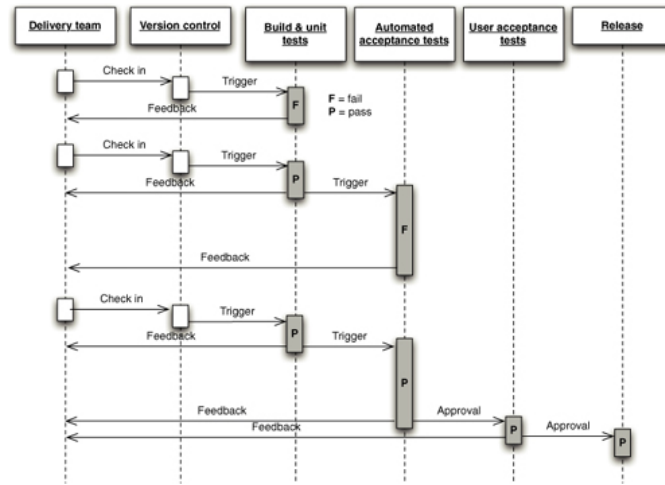 Delivery team
Version control
Build & unit
tests
Automated
acceptance tests
User acceptance
tests
Release
Check in
Trigger
Feedback
F
F = fail
P = pass
Check in
Trigger
Feedback
P
Trigger
F
Feedback
Check in
Trigger
Feedback
P
Trigger
P
Feedback
Approval
Feedback
P
Approval
P